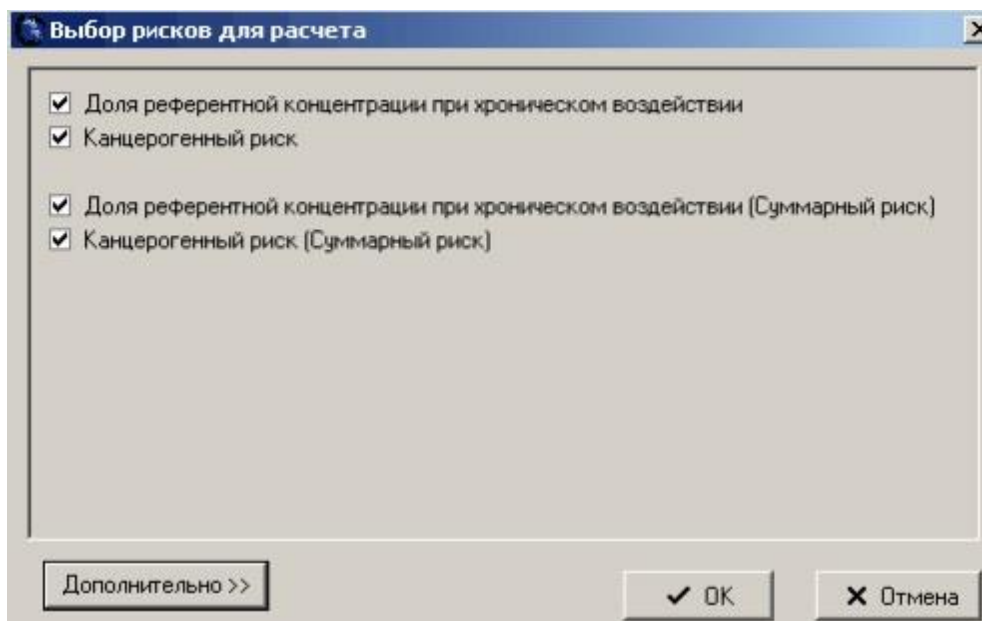 Выбор рисков для расчета
Доля референтной концентрации при хроническом воздействии
Канцерогенный риск
Доля референтной концентрации при хроническом воздействии (Суммарный риск)
Канцерогенный риск (Суммарный риск)
Дополнительно >>
OK
Отмена